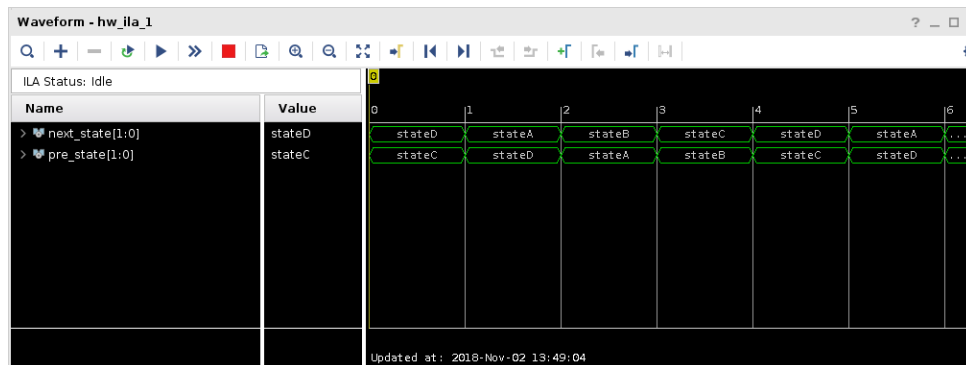 Waveform - hw_ila_1
ILA Status: Idle
0
Name Value 0 1 2 3 4 5 6
next_state[1:0] stateD stateD stateA stateB stateC stateD stateA ...
pre_state[1:0] stateC stateC stateD stateA stateB stateC stateD ...
Updated at: 2018-Nov-02 13:49:04